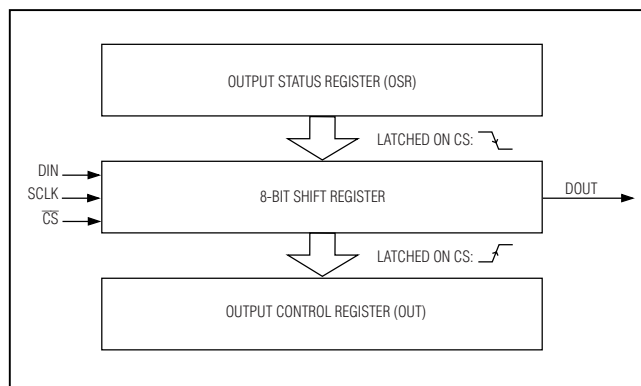 OUTPUT STATUS REGISTER (OSR)
LATCHED ON CS:
DIN
SCLK
CS
8-BIT SHIFT REGISTER
DOUT
LATCHED ON CS:
OUTPUT CONTROL REGISTER (OUT)